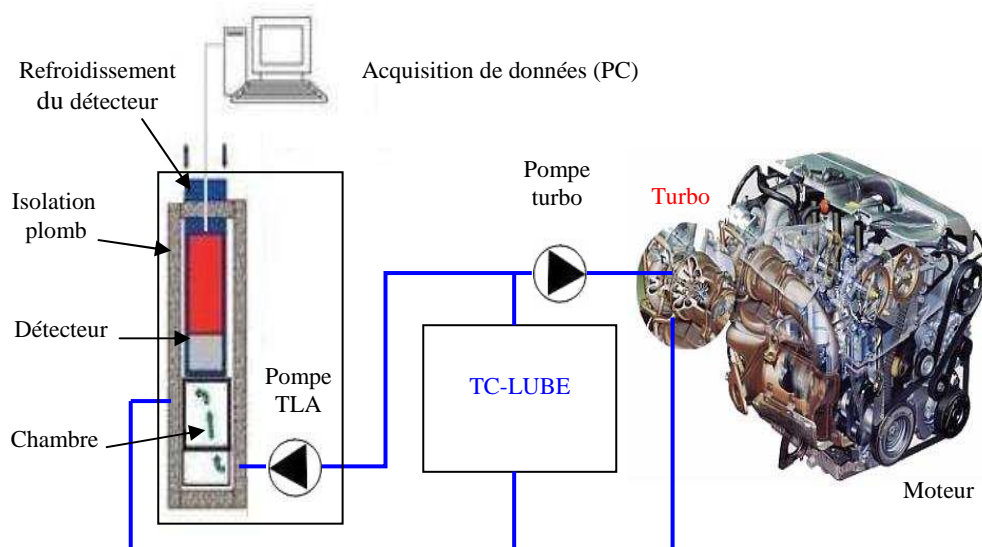 Refroidissement
du détecteur
Acquisition de données (PC)
Isolation
plomb
Pompe
turbo
Turbo
Détecteur
Pompe
TLA
TC-LUBE
Chambre
Moteur